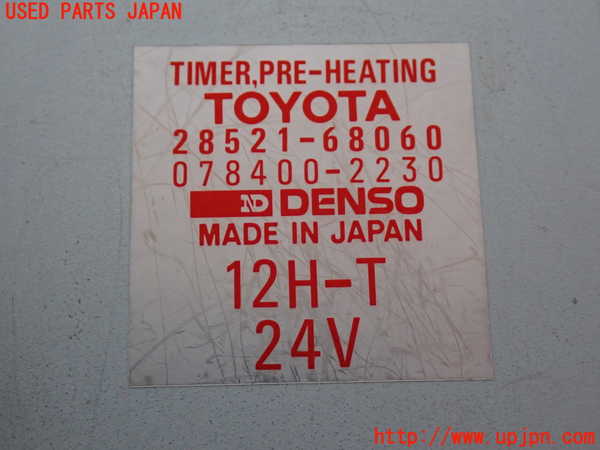 USED PARTS JAPAN
TIMER,PRE-HEATING
TOYOTA
28521-68060
078400-2230
ND DENSO
MADE IN JAPAN
12H-T
24V
http://www.upjpn.com/